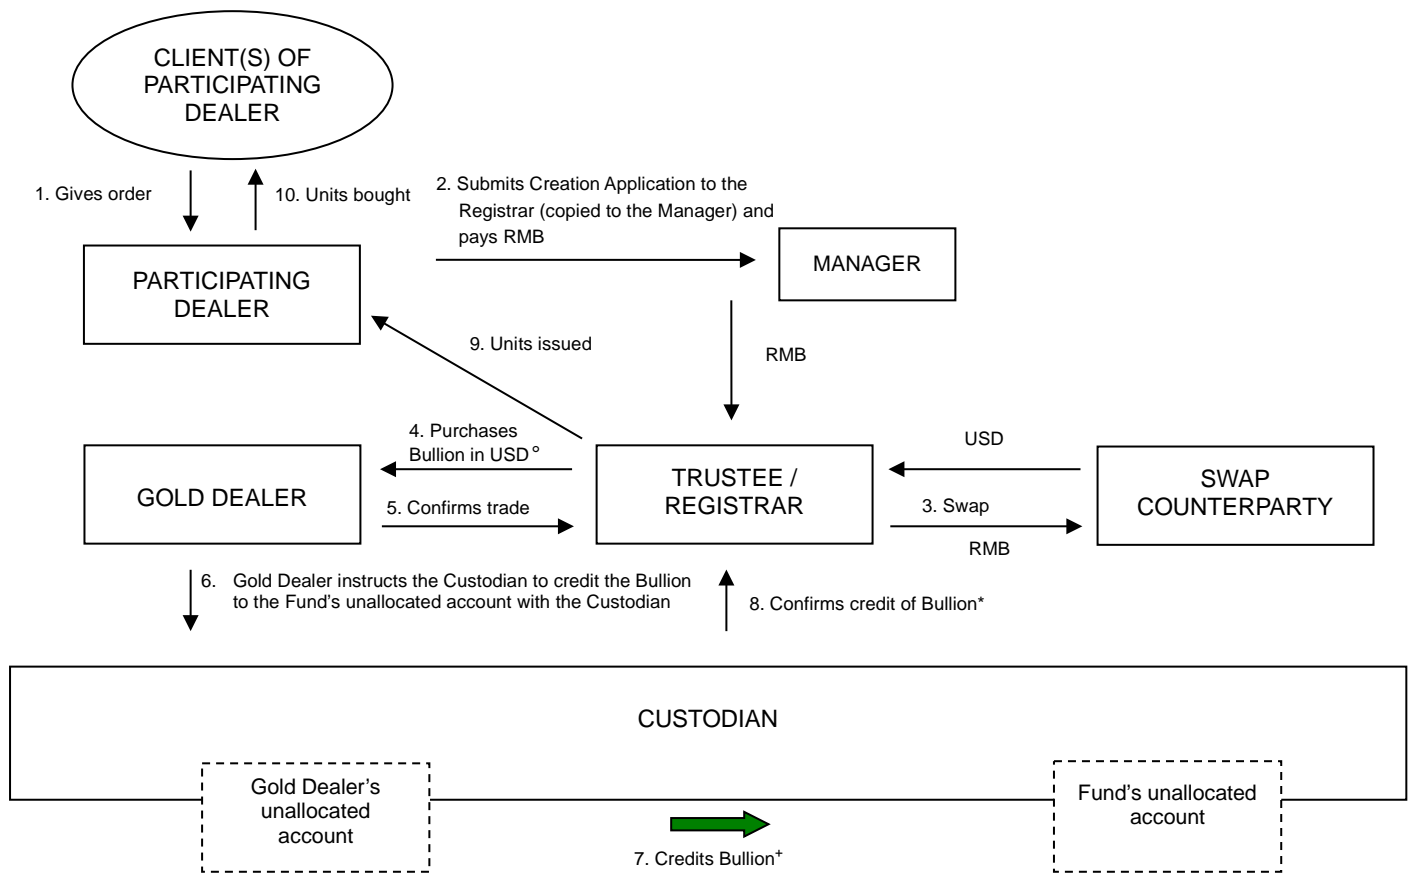 CLIENT(S) OF
PARTICIPATING
DEALER
1. Gives order
10. Units bought
2. Submits Creation Application to the
Registrar (copied to the Manager) and
pays RMB
PARTICIPATING
DEALER
MANAGER
9. Units issued
RMB
4. Purchases
Bullion in USD°
5. Confirms trade
GOLD DEALER
TRUSTEE /
REGISTRAR
USD
3. Swap
RMB
SWAP
COUNTERPARTY
6. Gold Dealer instructs the Custodian to credit the Bullion
to the Fund's unallocated account with the Custodian
8. Confirms credit of Bullion*
CUSTODIAN
Gold Dealer's
unallocated
account
Fund's unallocated
account
7. Credits Bullion+